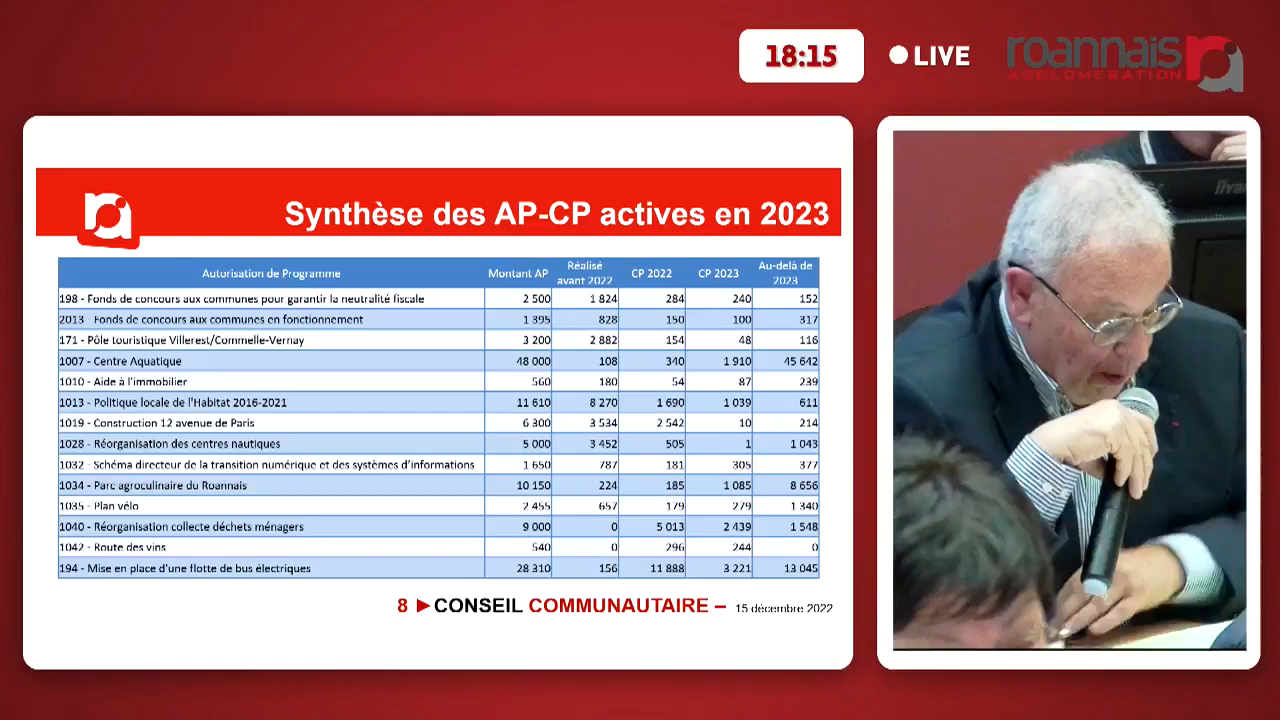 18:15
LIVE
roannais
AGGLOMÉRATION
Synthèse des AP-CP actives en 2023
Autorisation de Programme Montant AP Réalisé avant 2022 CP 2022 CP 2023 Au-delà de 2023
198 - Fonds de concours aux communes pour garantir la neutralité fiscale 2 500 1 824 284 240 152
2013 - Fonds de concours aux communes en fonctionnement 1 395 828 150 100 317
171 - Pôle touristique Villerest/Commelle-Vernay 3 200 2 882 154 48 116
1007 - Centre Aquatique 48 000 108 340 1 910 45 642
1010 - Aide à l'immobilier 560 180 54 87 239
1013 - Politique locale de l'Habitat 2016-2021 11 610 8 270 1 690 1 039 611
1019 - Construction 12 avenue de Paris 6 300 3 534 2 542 10 214
1028 - Réorganisation des centres nautiques 5 000 3 452 505 1 1 043
1032 - Schéma directeur de la transition numérique et des systèmes d'informations 1 650 787 181 305 377
1034 - Parc agroculinaire du Roannais 10 150 224 185 1 085 8 656
1035 - Plan vélo 2 455 657 179 279 1 340
1040 - Réorganisation collecte déchets ménagers 9 000 0 5 013 2 439 1 548
1042 - Route des vins 540 0 296 244 0
194 - Mise en place d'une flotte de bus électriques 28 310 156 11 888 3 221 13 045
8 ►CONSEIL COMMUNAUTAIRE – 15 décembre 2022